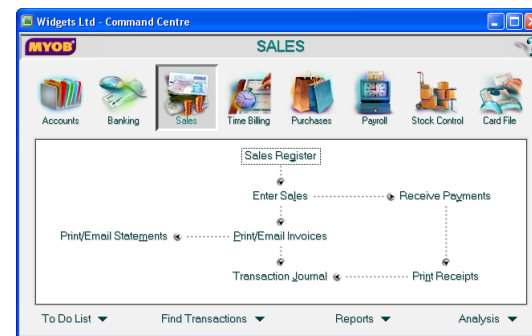 Widgets Ltd - Command Centre
MYOB
SALES
Accounts Banking Sales Time Billing Purchases Payroll Stock Control Card File
Sales Register
Enter Sales Receive Payments
Print/Email Statements Print/Email Invoices
Transaction Journal Print Receipts
To Do List Find Transactions Reports Analysis